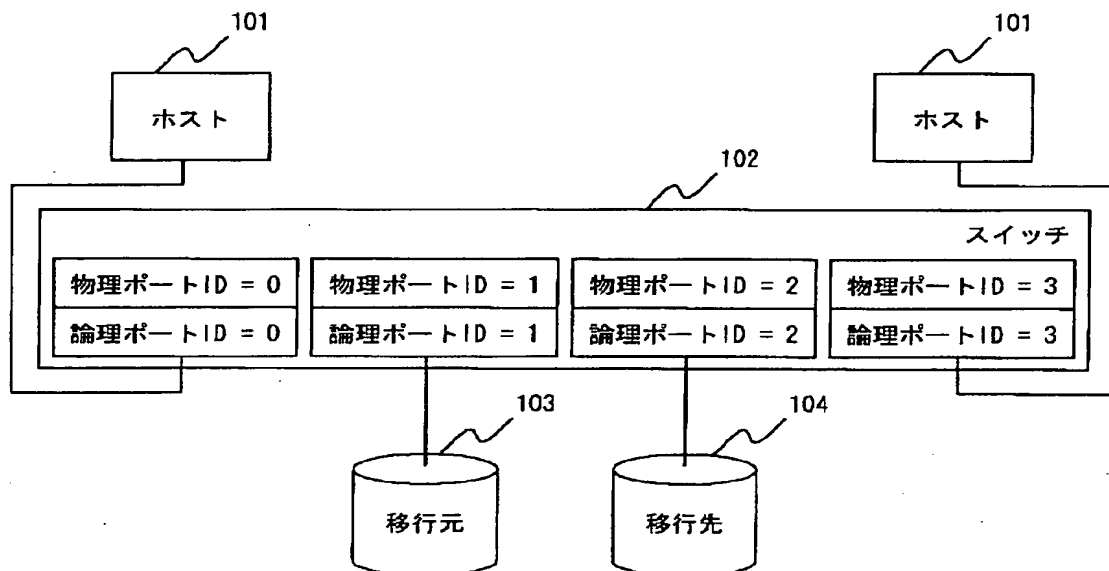 101
101
ホスト
ホスト
102
スイッチ
物理ポートID = 0
物理ポートID = 1
物理ポートID = 2
物理ポートID = 3
論理ポートID = 0
論理ポートID = 1
論理ポートID = 2
論理ポートID = 3
103
104
移行元
移行先